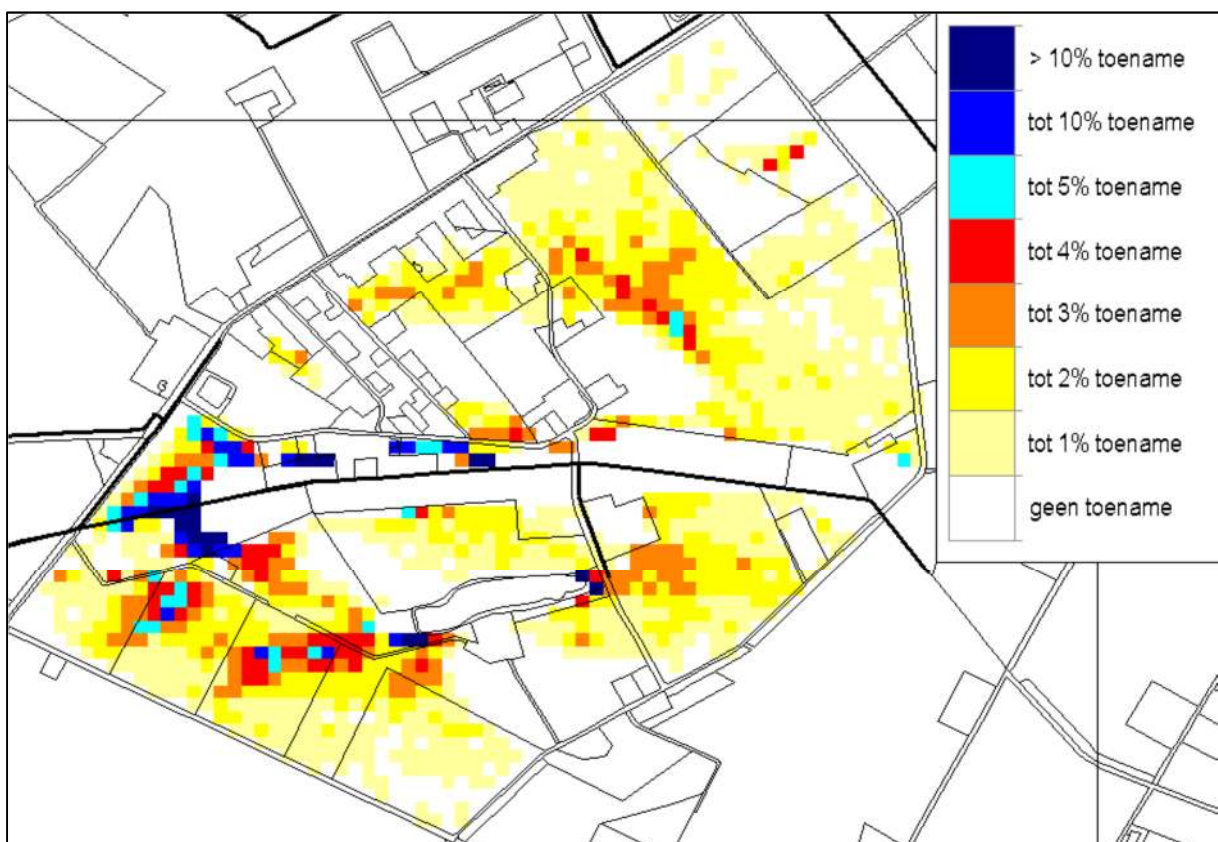 > 10% toename
tot 10% toename
tot 5% toename
tot 4% toename
tot 3% toename
tot 2% toename
tot 1% toename
geen toename